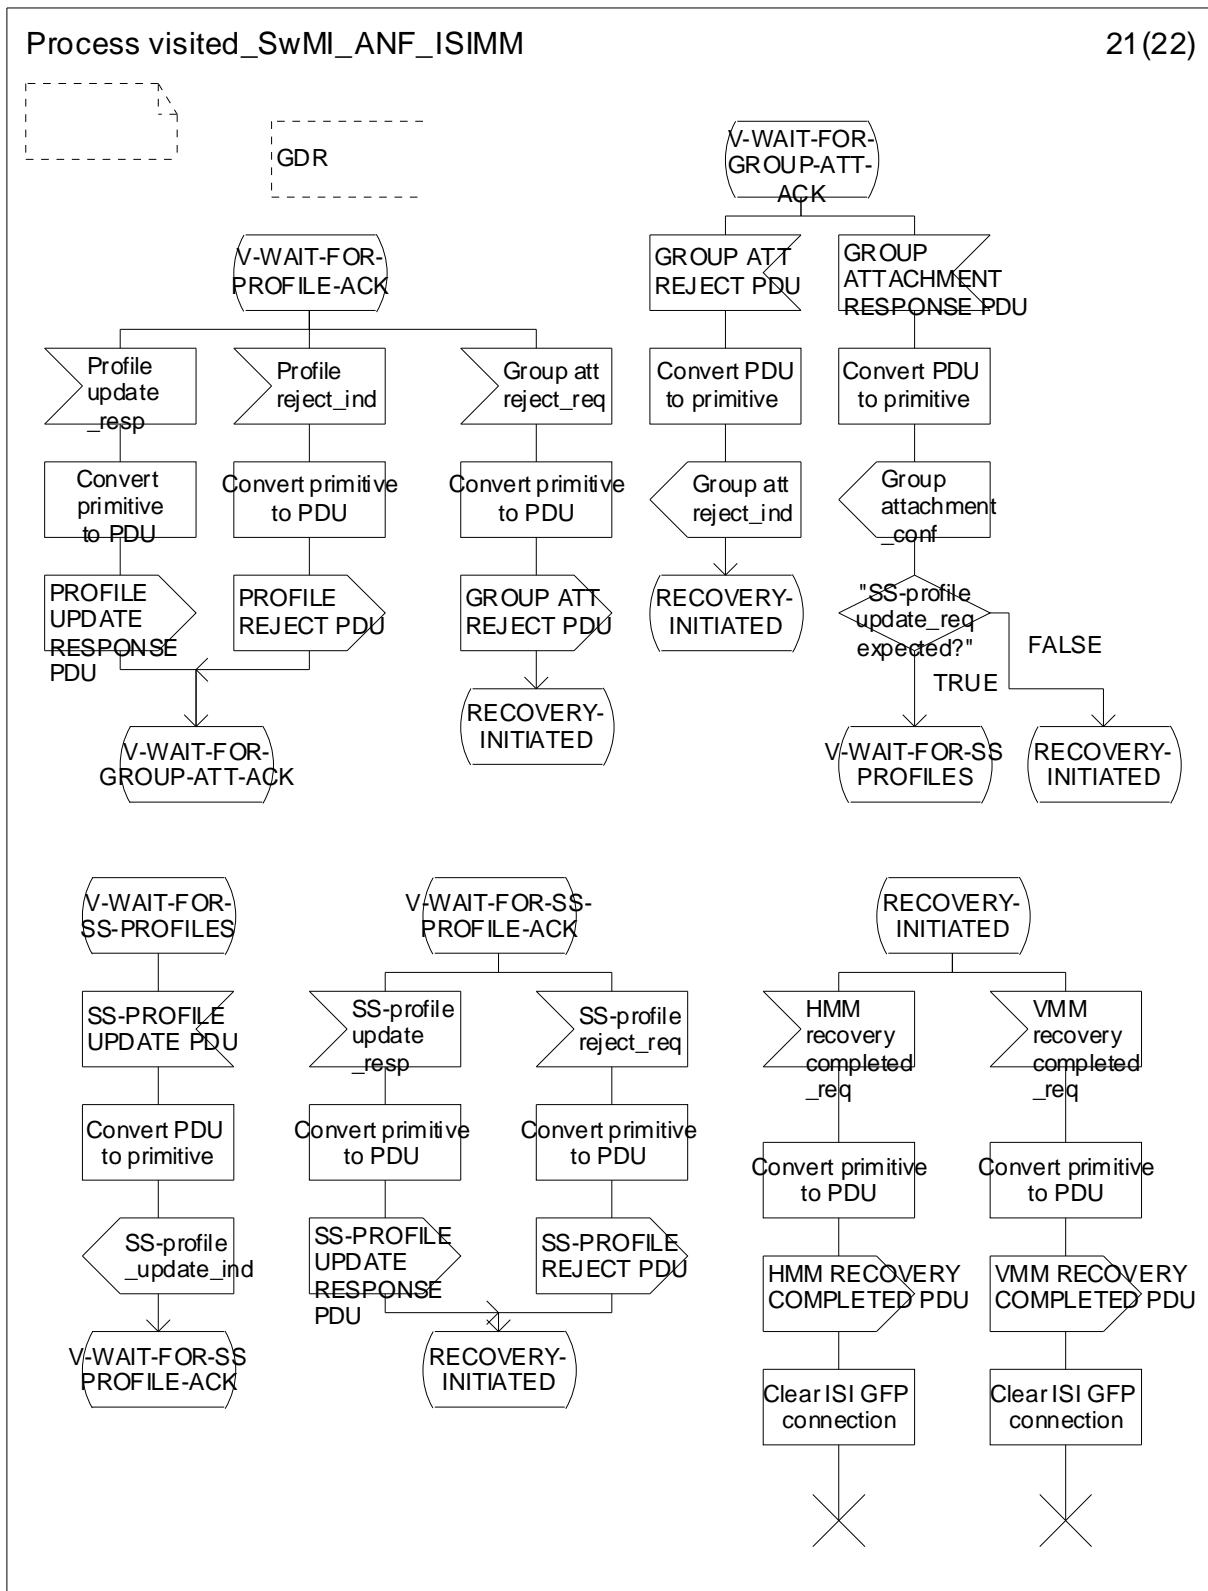 Process visited_SwMI_ANF_ISIMM
21(22)
GDR
V-WAIT-FOR-
GROUP-ATT-
ACK
GROUP ATT
REJECT PDU
GROUP
ATTACHMENT
RESPONSE PDU
Convert PDU
to primitive
Convert PDU
to primitive
Group att
reject_ind
Group
attachment
_conf
RECOVERY-
INITIATED
"SS-profile
update_req
expected?"
FALSE
TRUE
V-WAIT-FOR-SS
PROFILES
RECOVERY-
INITIATED
V-WAIT-FOR-
PROFILE-ACK
Profile
update
_resp
Profile
reject_ind
Group att
reject_req
Convert
primitive
to PDU
Convert primitive
to PDU
Convert primitive
to PDU
PROFILE
UPDATE
RESPONSE
PDU
PROFILE
REJECT PDU
GROUP ATT
REJECT PDU
V-WAIT-FOR-
GROUP-ATT-ACK
RECOVERY-
INITIATED
V-WAIT-FOR-
SS-PROFILES
SS-PROFILE
UPDATE PDU
Convert PDU
to primitive
SS-profile
_update_ind
V-WAIT-FOR-SS
PROFILE-ACK
V-WAIT-FOR-SS-
PROFILE-ACK
SS-profile
update
_resp
SS-profile
reject_req
Convert primitive
to PDU
Convert primitive
to PDU
SS-PROFILE
UPDATE
RESPONSE
PDU
SS-PROFILE
REJECT PDU
RECOVERY-
INITIATED
RECOVERY-
INITIATED
HMM
recovery
completed
_req
VMM
recovery
completed
_req
Convert primitive
to PDU
Convert primitive
to PDU
HMM RECOVERY
COMPLETED PDU
VMM RECOVERY
COMPLETED PDU
Clear ISI GFP
connection
Clear ISI GFP
connection